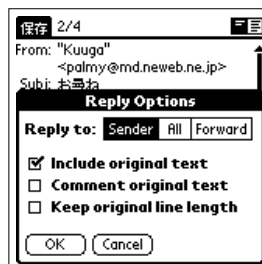 保存 2/4
From: "Kuuga"
<palmy@md.neweb.ne.jp>
Subj: お尋ね
Reply Options
Reply to: Sender All Forward
Include original text
Comment original text
Keep original line length
OK Cancel